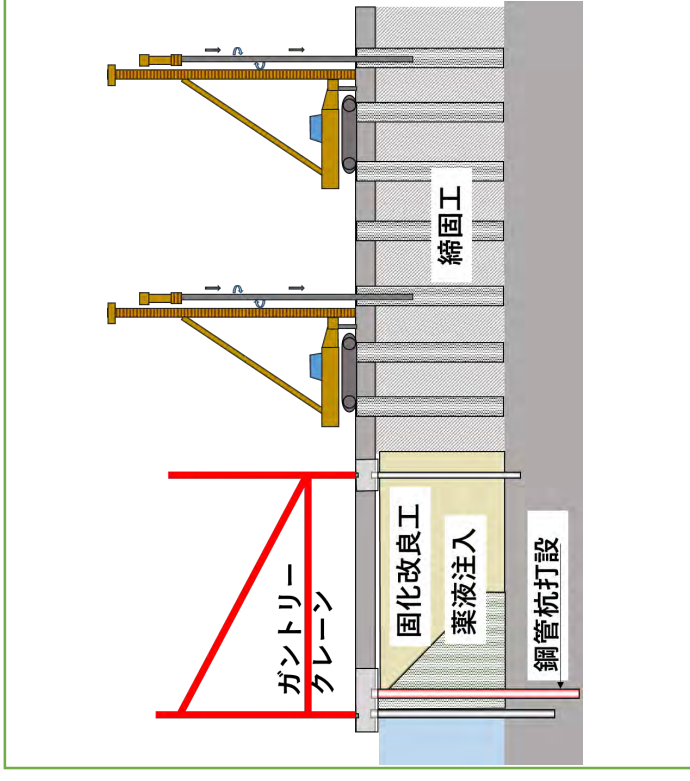 ガントリー
クレーン
固化改良工
薬液注入
鋼管杭打設
締固工